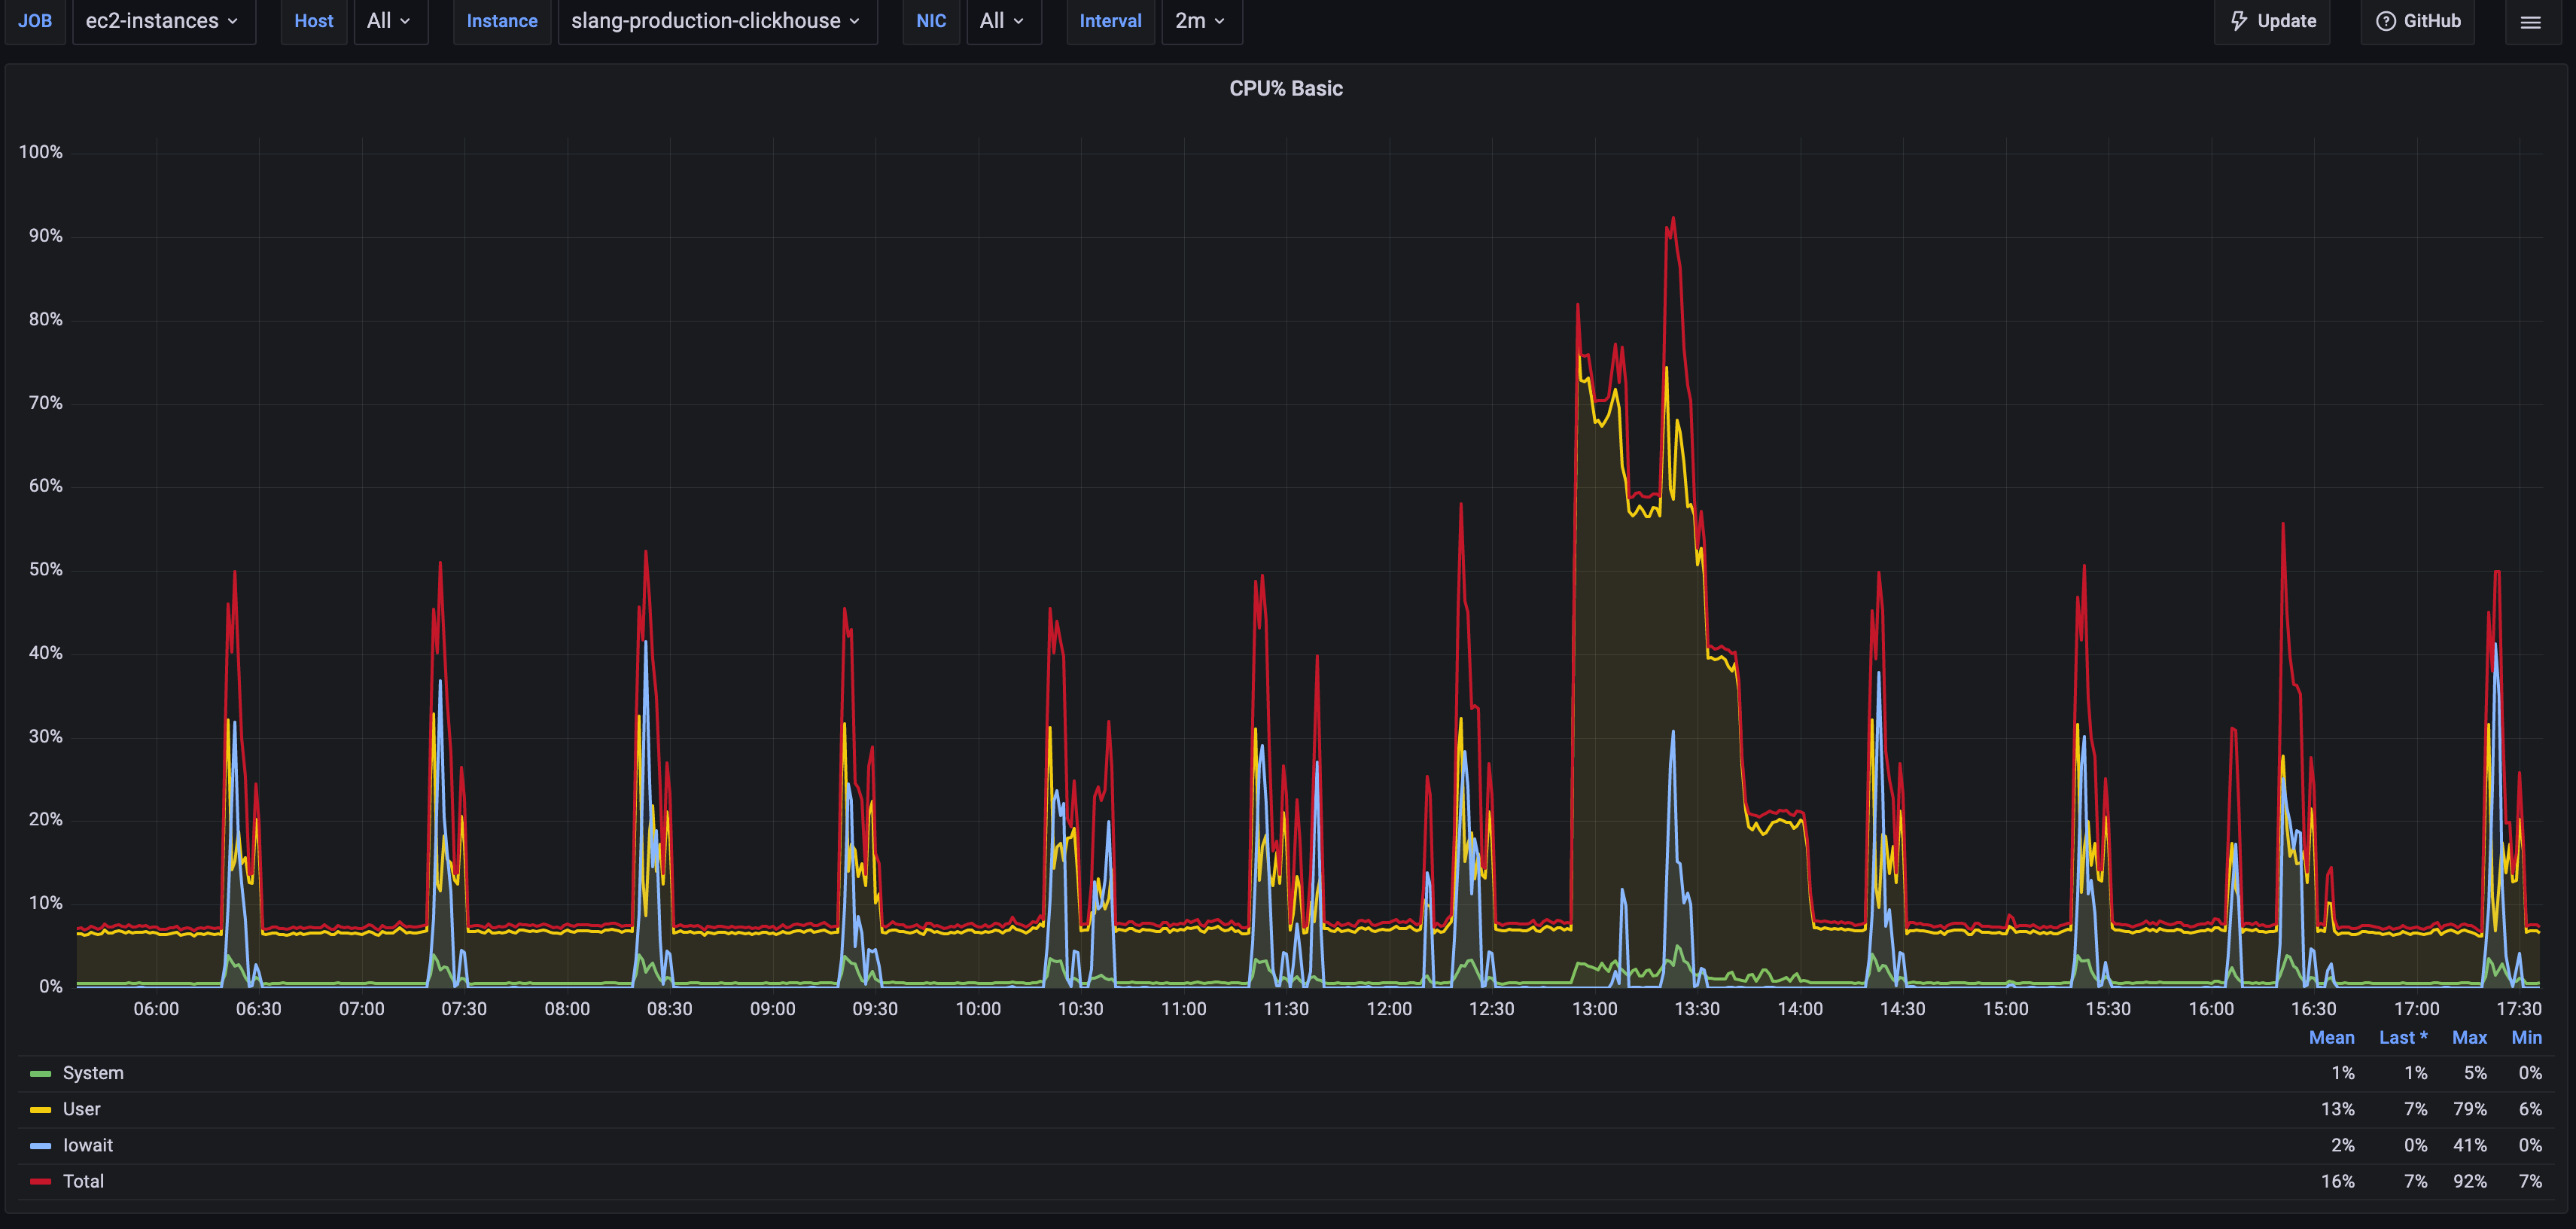 JOB ec2-instances Host All Instance slang-production-clickhouse NIC All Interval 2m Update GitHub
CPU% Basic
100%
90%
80%
70%
60%
50%
40%
30%
20%
10%
0%
06:00 06:30 07:00 07:30 08:00 08:30 09:00 09:30 10:00 10:30 11:00 11:30 12:00 12:30 13:00 13:30 14:00 14:30 15:00 15:30 16:00 16:30 17:00 17:30
Mean Last * Max Min
System 1% 1% 5% 0%
User 13% 7% 79% 6%
Iowait 2% 0% 41% 0%
Total 16% 7% 92% 7%